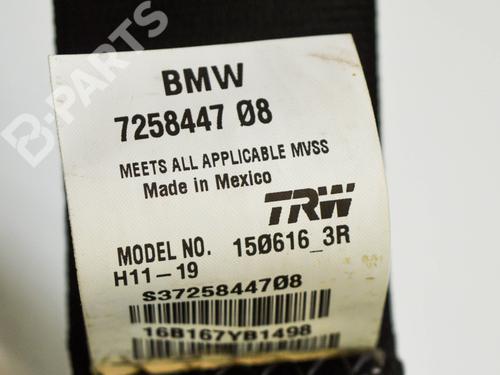 B-PARTS
BMW
7258447 Ø8
MEETS ALL APPLICABLE MVSS
Made in Mexico
TRW
MODEL NO. 15Ø616_3R
H11-19
S37258447Ø8
16B167YB1498